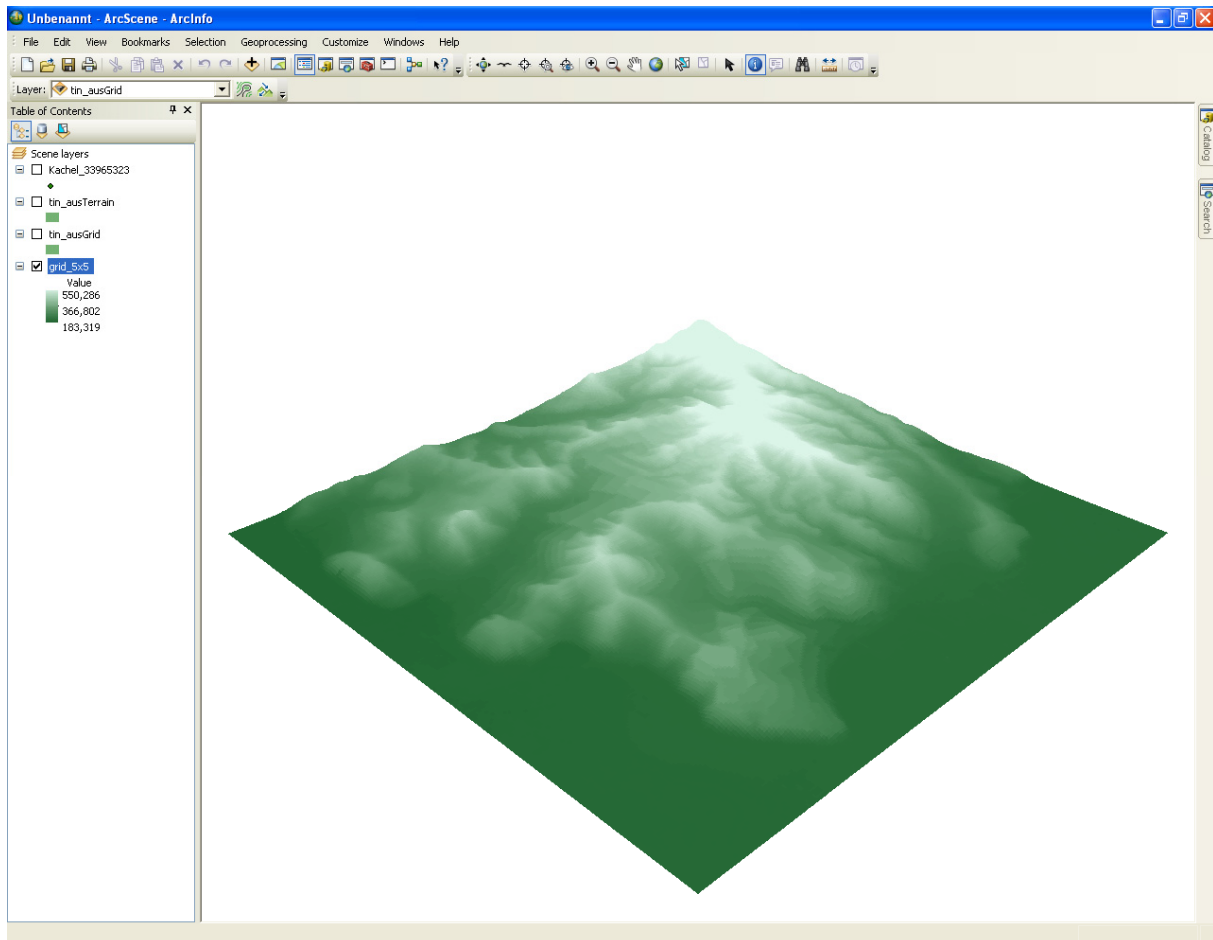 Unbenannt - ArcScene - ArcInfo
File Edit View Bookmarks Selection Geoprocessing Customize Windows Help
Layer: tin_ausGrid
Table of Contents
Scene layers
Kachel_33965323
tin_ausTerrain
tin_ausGrid
grid_5x5
Value
550,286
366,802
183,319
Catalog
Search